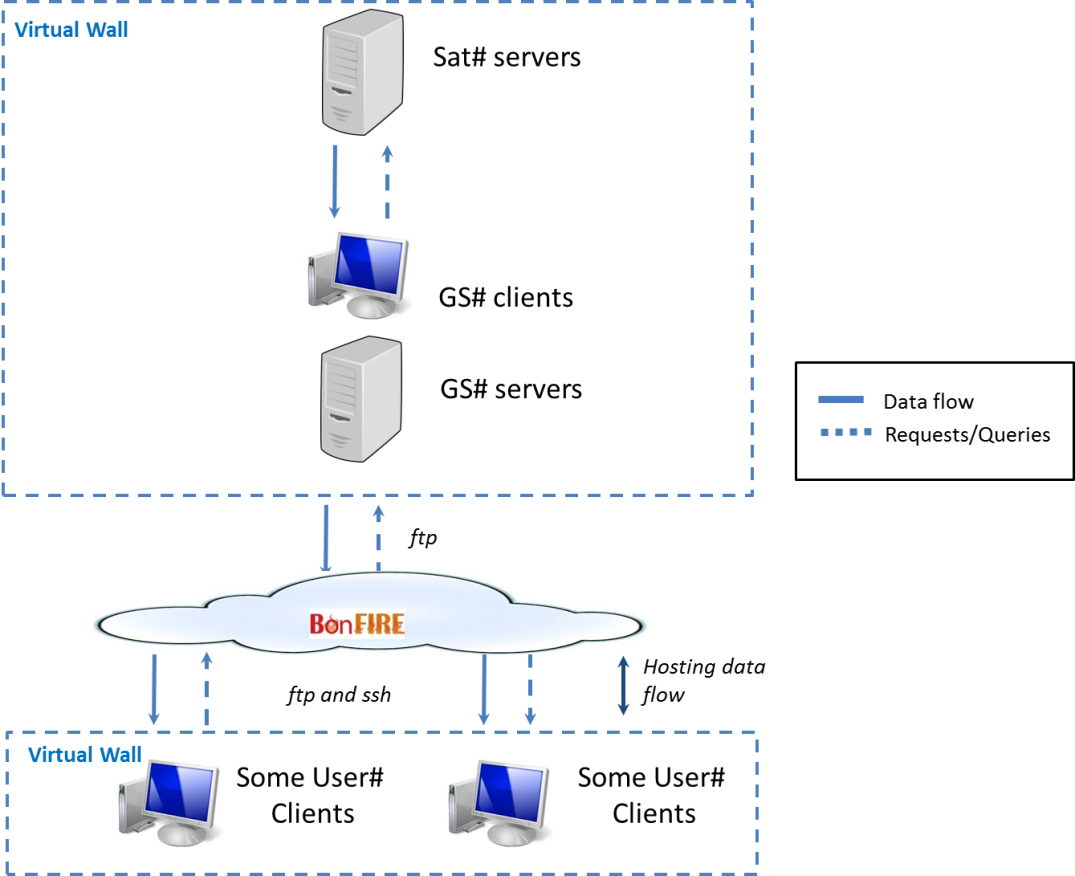 Virtual Wall
Sat# servers
GS# clients
GS# servers
Data flow
Requests/Queries
ftp
BonFIRE
Hosting data
flow
ftp and ssh
Virtual Wall
Some User#
Clients
Some User#
Clients